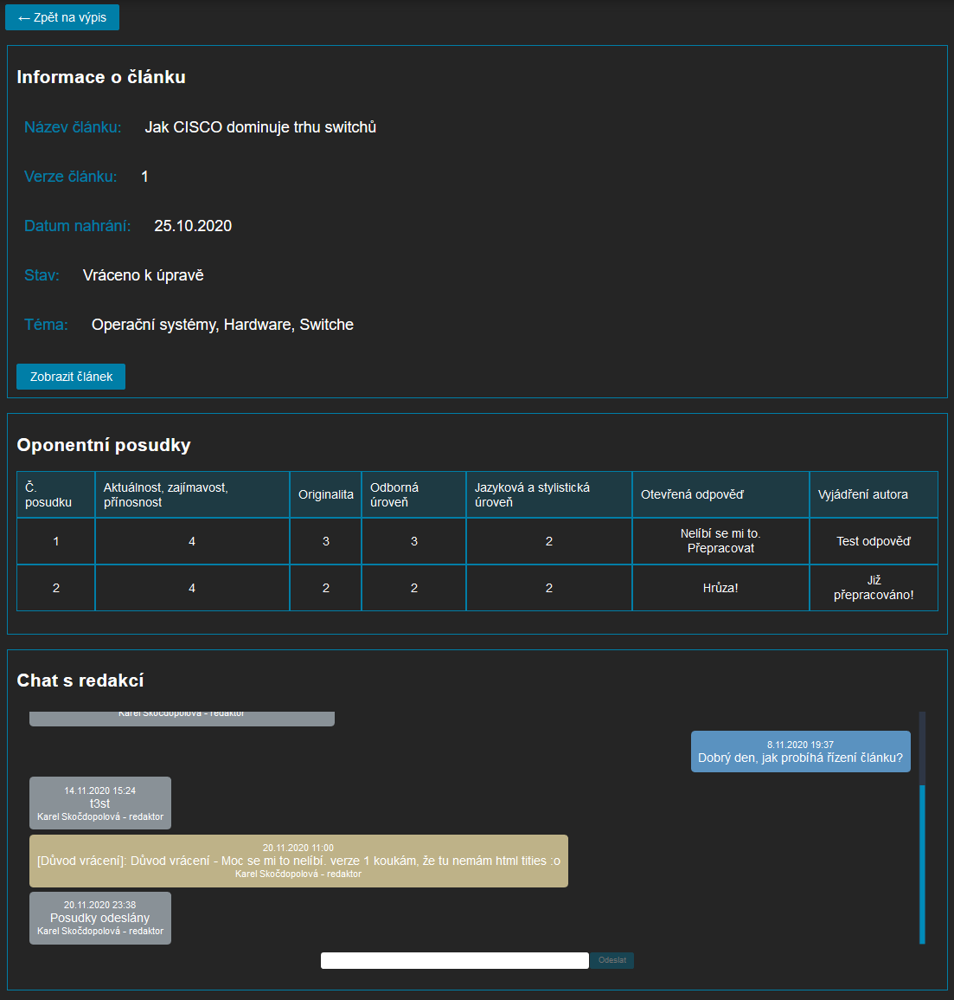 ← Zpět na výpis
Informace o článku
Název článku: Jak CISCO dominuje trhu switchů
Verze článku: 1
Datum nahrání: 25.10.2020
Stav: Vráceno k úpravě
Téma: Operační systémy, Hardware, Switche
Zobrazit článek
Oponentní posudky
Č. posudku Aktuálnost, zajímavost, přínosnost Originalita Odborná úroveň Jazyková a stylistická úroveň Otevřená odpověď Vyjádření autora
1 4 3 3 2 Nelíbí se mi to. Přepracovat Test odpověď
2 4 2 2 2 Hrůza! Již přepracováno!
Chat s redakcí
Karel Skočdopolová - redaktor
8.11.2020 19:37
Dobrý den, jak probíhá řízení článku?
14.11.2020 15:24
t3st
Karel Skočdopolová - redaktor
20.11.2020 11:00
[Důvod vrácení]: Důvod vrácení - Moc se mi to nelíbí. verze 1 koukám, že tu nemám html tities :o
Karel Skočdopolová - redaktor
20.11.2020 23:38
Posudky odeslány
Karel Skočdopolová - redaktor
Odeslat